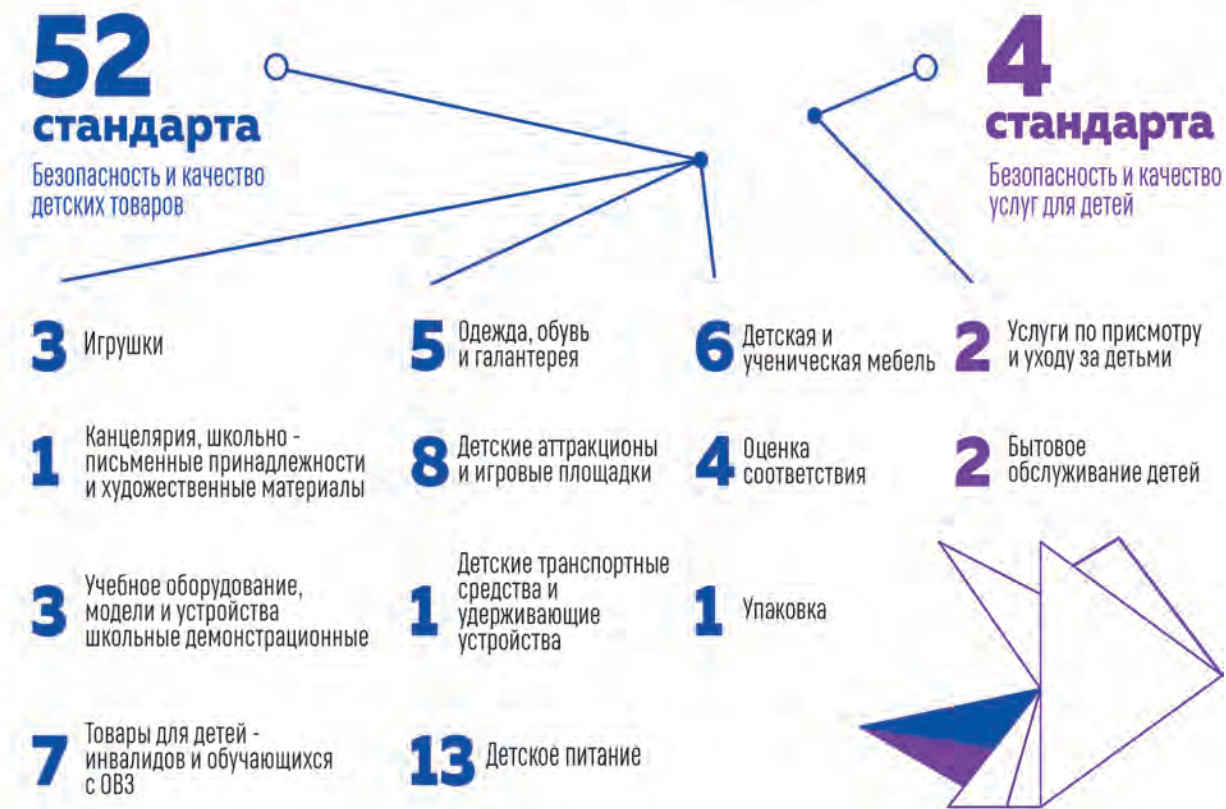 52
стандарта
Безопасность и качество
детских товаров
4
стандарта
Безопасность и качество
услуг для детей
3
Игрушки
5
Одежда, обувь
и галантерея
6
Детская и
ученическая мебель
2
Услуги по присмотру
и уходу за детьми
1
Канцелярия, школьно -
письменные принадлежности
и художественные материалы
8
Детские аттракционы
и игровые площадки
4
Оценка
соответствия
2
Бытовое
обслуживание детей
3
Учебное оборудование,
модели и устройства
школьные демонстрационные
1
Детские транспортные
средства и
удерживающие
устройства
1
Упаковка
7
Товары для детей -
инвалидов и обучающихся
с ОВЗ
13
Детское питание